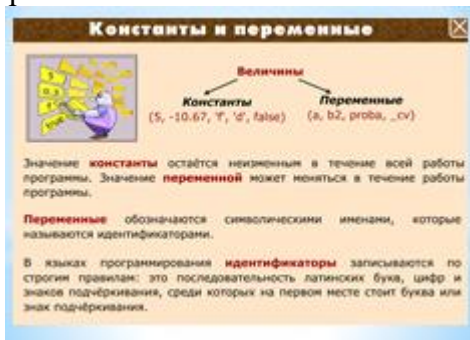 Константы и переменные
Величины
Константы
Переменные
(5, -10.67, 'f', 'd', false)
(a, b2, proba, _cv)
Значение константы остаётся неизменным в течение всей работы
программы. Значение переменной может меняться в течение работы
программы.
Переменные обозначаются символическими именами, которые
называются идентификаторами.
В языках программирования идентификаторы записываются по
строгим правилам: это последовательность латинских букв, цифр и
знаков подчёркивания, среди которых на первом месте стоит буква или
знак подчёркивания.